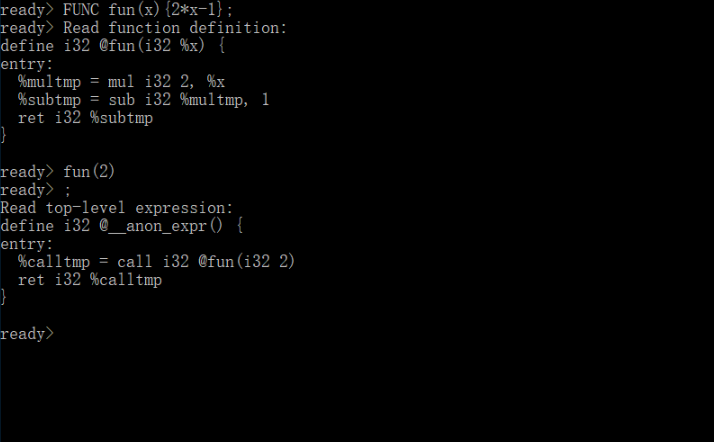 ready> FUNC fun(x){2*x-1};
ready> Read function definition:
define i32 @fun(i32 %x) {
entry:
  %multmp = mul i32 2, %x
  %subtmp = sub i32 %multmp, 1
  ret i32 %subtmp
}
ready> fun(2)
ready> ;
Read top-level expression:
define i32 @__anon_expr() {
entry:
  %calltmp = call i32 @fun(i32 2)
  ret i32 %calltmp
}
ready>